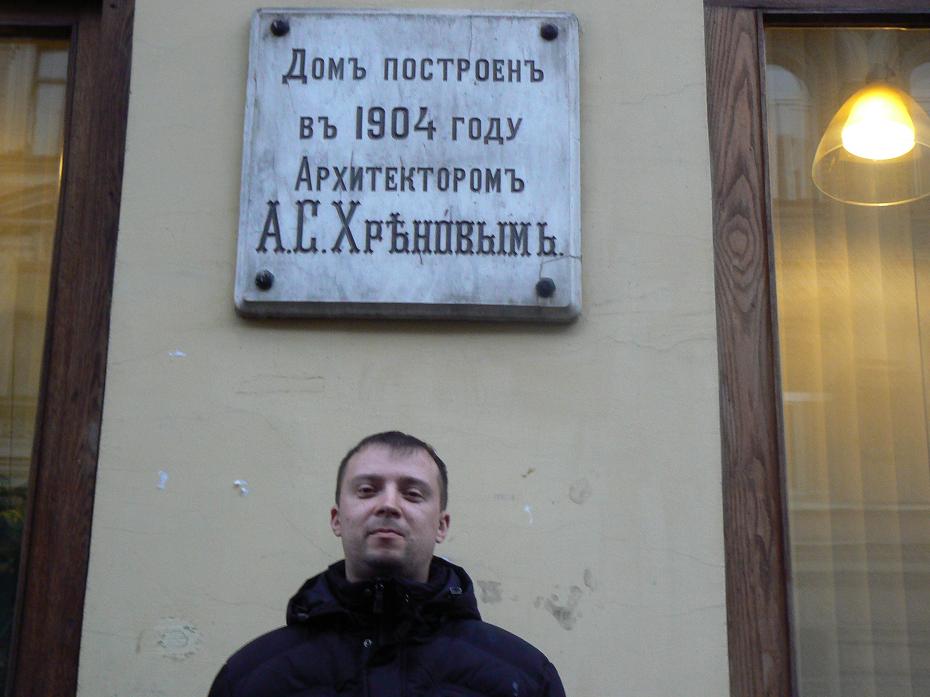 Домъ построенъ
въ 1904 году
Архитекторомъ
А.С.Хрѣновымъ.